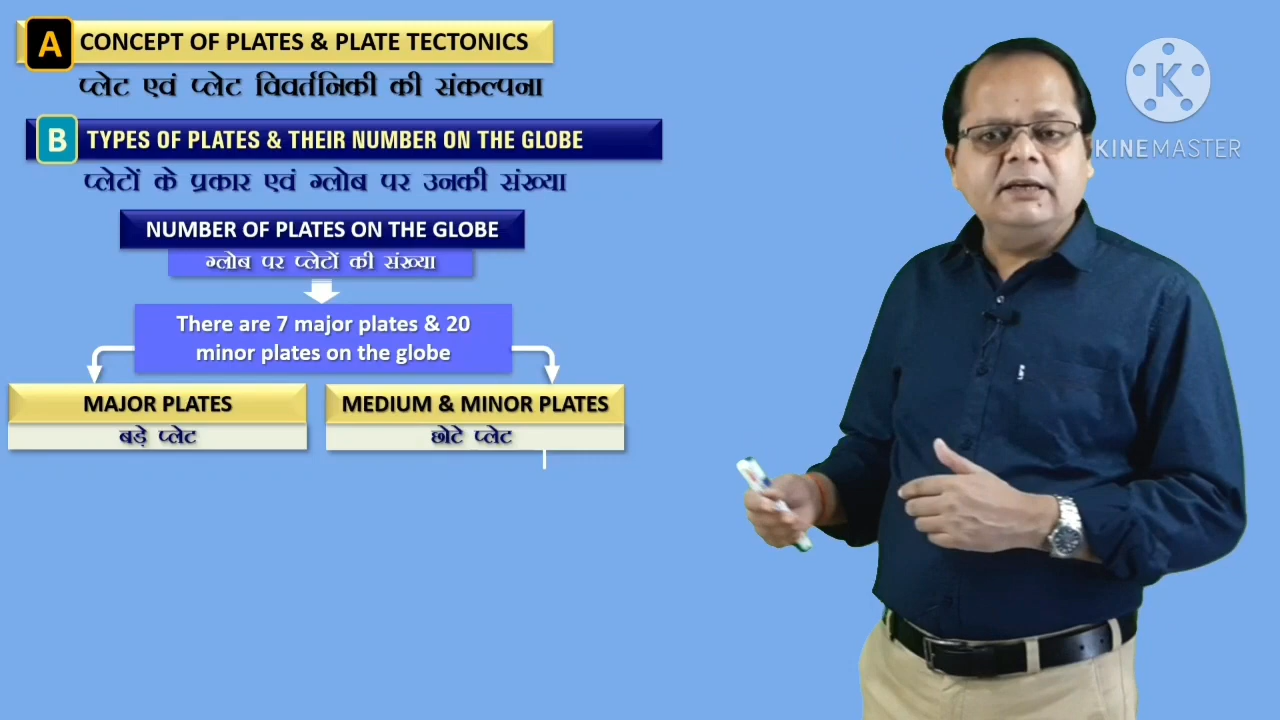 A CONCEPT OF PLATES & PLATE TECTONICS
प्लेट एवं प्लेट विवर्तनिकी की संकल्पना
B TYPES OF PLATES & THEIR NUMBER ON THE GLOBE
प्लेटों के प्रकार एवं ग्लोब पर उनकी संख्या
NUMBER OF PLATES ON THE GLOBE
ग्लोब पर प्लेटों की संख्या
There are 7 major plates & 20
minor plates on the globe
MAJOR PLATES
बड़े प्लेट
MEDIUM & MINOR PLATES
छोटे प्लेट
K
KINEMASTER